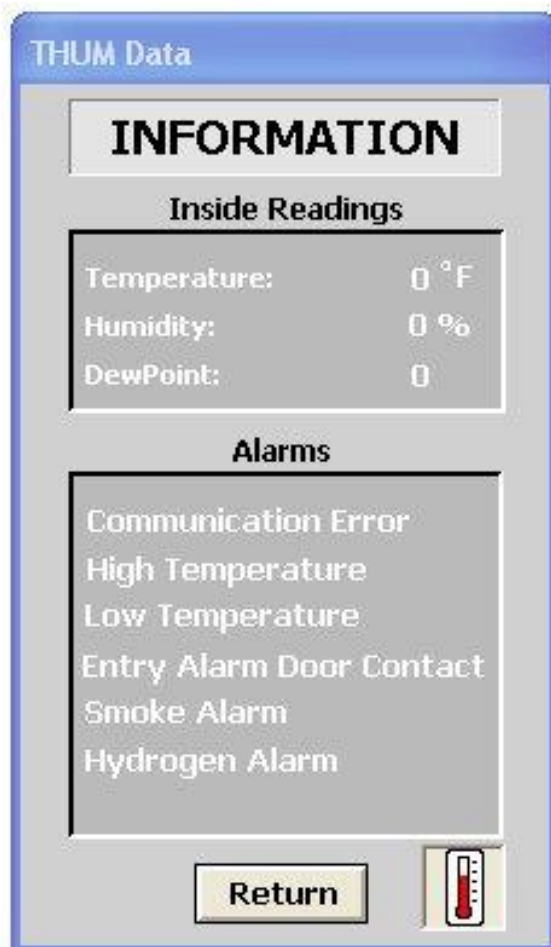 THUM Data
INFORMATION
Inside Readings
Temperature: 0 °F
Humidity: 0 %
DewPoint: 0
Alarms
Communication Error
High Temperature
Low Temperature
Entry Alarm Door Contact
Smoke Alarm
Hydrogen Alarm
Return